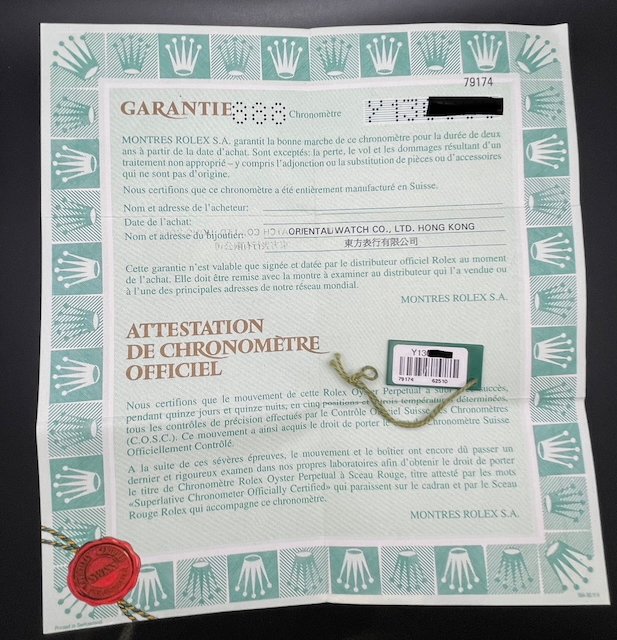 79174
GARANTIE 888 Chronomètre Y13
MONTRES ROLEX S.A. garantit la bonne marche de ce chronomètre pour la durée de deux
ans à partir de la date d'achat. Sont exceptés: la perte, le vol et les dommages résultant d'un
traitement non approprié – y compris l'adjonction ou la substitution de pièces ou d'accessoires
qui ne sont pas d'origine.
Nous certifions que ce chronomètre a été entièrement manufacturé en Suisse.
Nom et adresse de l'acheteur:
Date de l'achat:
Nom et adresse du bijoutier: ORIENTAL WATCH CO., LTD. HONG KONG
東方表行有限公司
Cette garantie n'est valable que signée et datée par le distributeur officiel Rolex au moment
de l'achat. Elle doit être remise avec la montre à examiner au distributeur qui l'a vendue ou
à l'une des principales adresses de notre réseau mondial.
MONTRES ROLEX S.A.
ATTESTATION
DE CHRONOMÈTRE
OFFICIEL
Y13
79174 62510
Nous certifions que le mouvement de cette Rolex Oyster Perpetual a subi succès,
pendant quinze jours et quinze nuits, en cinq positions et trois températures déterminées,
tous les contrôles de précision effectués par le Contrôle Officiel Suisse des Chronomètres
(C.O.S.C.). Ce mouvement a ainsi acquis le droit de porter le Chronomètre Suisse
Officiellement Contrôlé.
A la suite de ces sévères épreuves, le mouvement et le boîtier ont encore dû passer un
dernier et rigoureux examen dans nos propres laboratoires afin d'obtenir le droit de porter
le titre de Chronomètre Rolex Oyster Perpetual à Sceau Rouge, titre attesté par les mots
«Superlative Chronometer Officially Certified» qui paraissent sur le cadran et par le Sceau
Rouge Rolex qui accompagne ce chronomètre.
MONTRES ROLEX S.A.
Printed in Switzerland